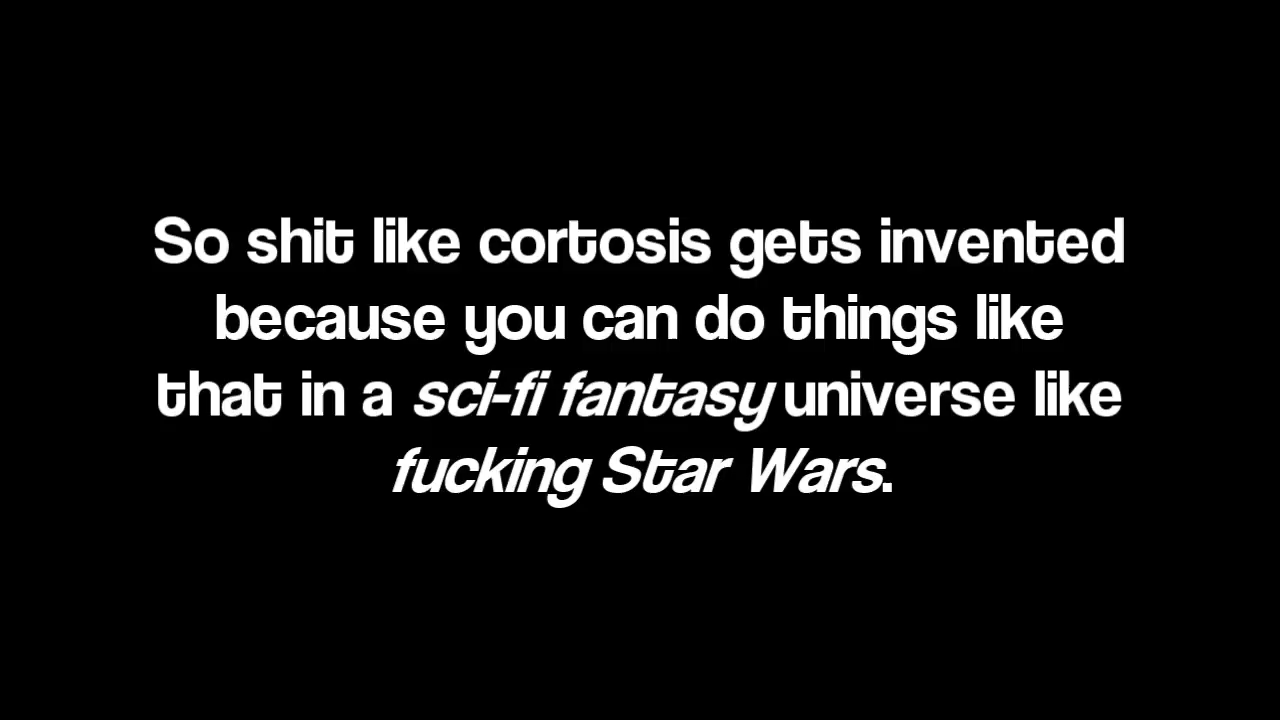 So shit like cortosis gets invented
because you can do things like
that in a sci-fi fantasy universe like
fucking Star Wars.